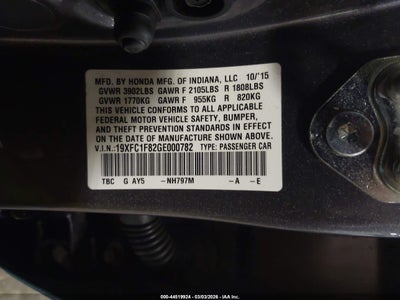 MFD. BY HONDA MFG. OF INDIANA, LLC 10/'15
GVWR 3902LBS GAWR F 2105LBS R 1808LBS
GVWR 1770KG GAWR F 955KG R 820KG
THIS VEHICLE CONFORMS TO ALL APPLICABLE
FEDERAL MOTOR VEHICLE SAFETY, BUMPER,
AND THEFT PREVENTION STANDARDS IN EFFECT
ON THE DATE OF MANUFACTURE SHOWN ABOVE.
V.I.N.: 19XFC1F82GE000782 TYPE: PASSENGER CAR
TBC G AY5 -NH797M -A -E
000-44519924 - 03/03/2026 - IAA Inc.